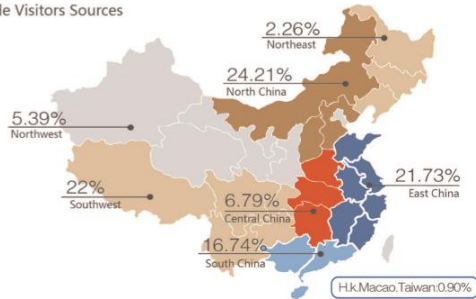 le Visitors Sources
2.26%
Northeast
24.21%
North China
5.39%
Northwest
21.73%
East China
22%
Southwest
6.79%
Central China
16.74%
South China
H.k.Macao.Taiwan:0.90%